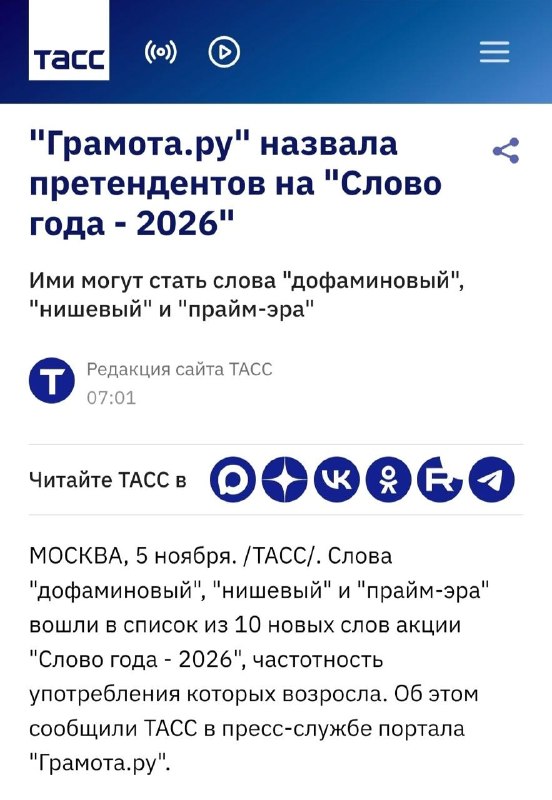 тасс
"Грамота.ру" назвала
претендентов на "Слово
года - 2026"
Ими могут стать слова "дофаминовый",
"нишевый" и "прайм-эра"
Т
Редакция сайта ТАСС
07:01
Читайте ТАСС в
МОСКВА, 5 ноября. /ТАСС/. Слова
"дофаминовый", "нишевый" и "прайм-эра"
вошли в список из 10 новых слов акции
"Слово года - 2026", частотность
употребления которых возросла. Об этом
сообщили ТАСС в пресс-службе портала
"Грамота.ру".